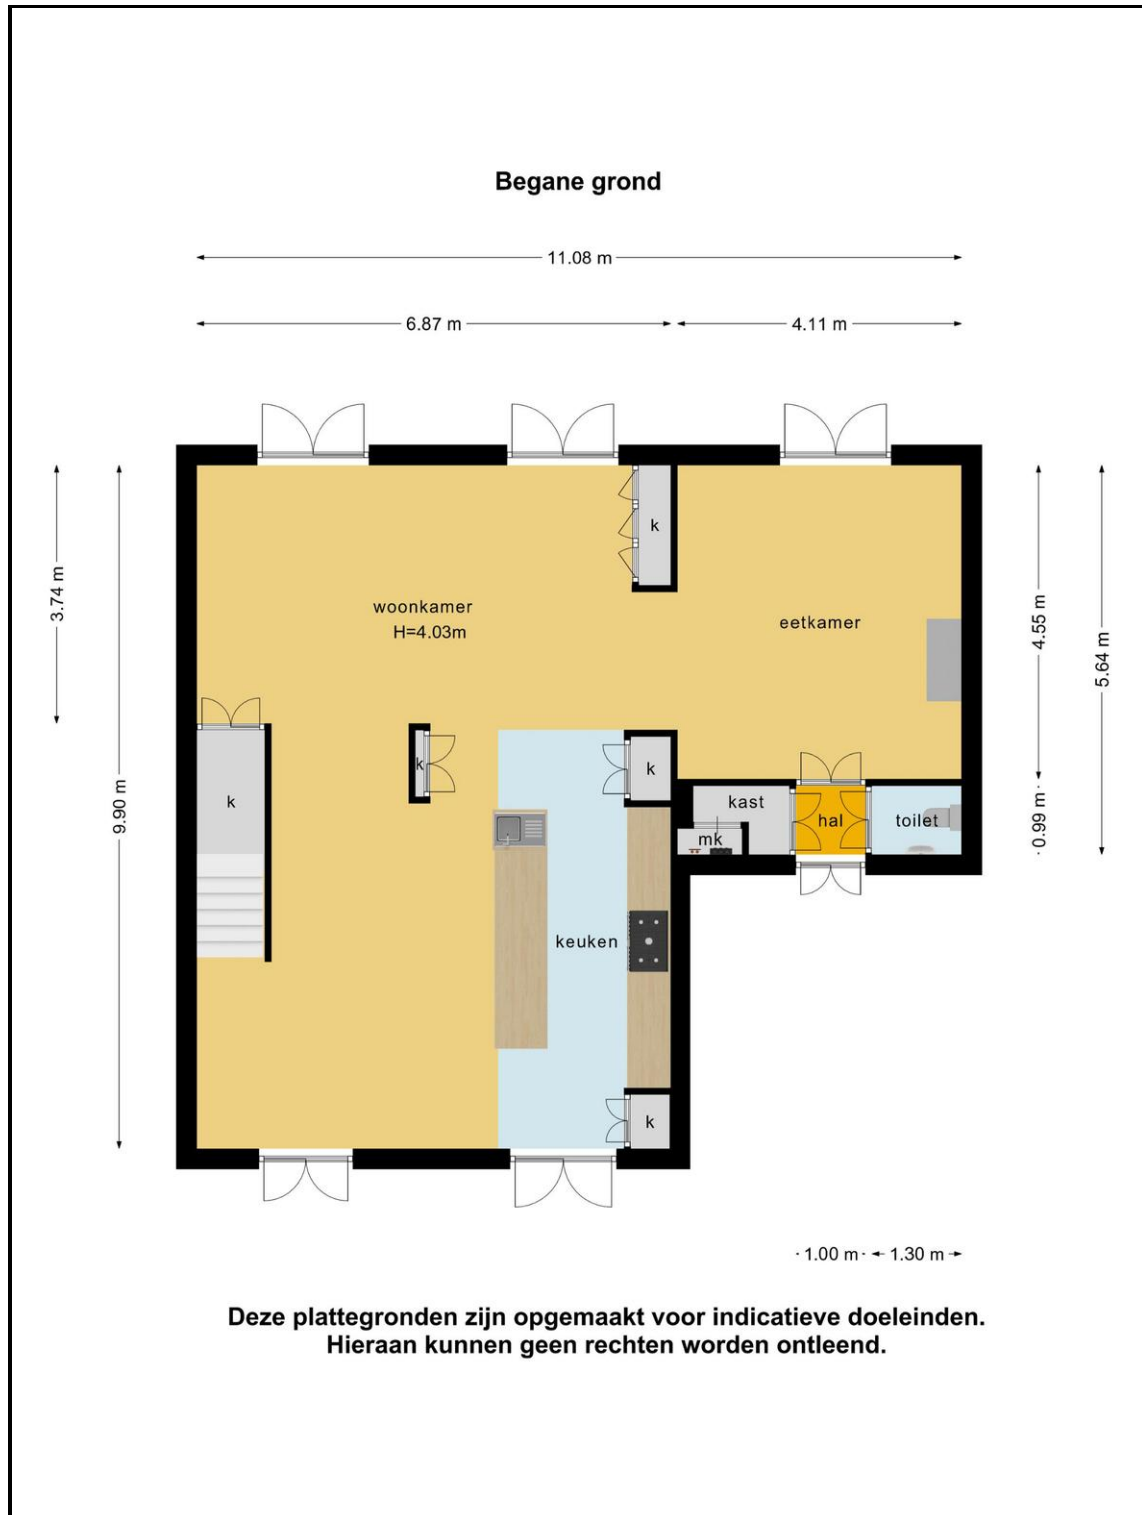 Begane grond
11.08 m
6.87 m
4.11 m
3.74 m
9.90 m
4.55 m
5.64 m
0.99 m
k
woonkamer
H=4.03m
eetkamer
k
k
k
kast
mk
hal
toilet
keuken
k
1.00 m
1.30 m
Deze plattegronden zijn opgemaakt voor indicatieve doeleinden.
Hieraan kunnen geen rechten worden ontleend.